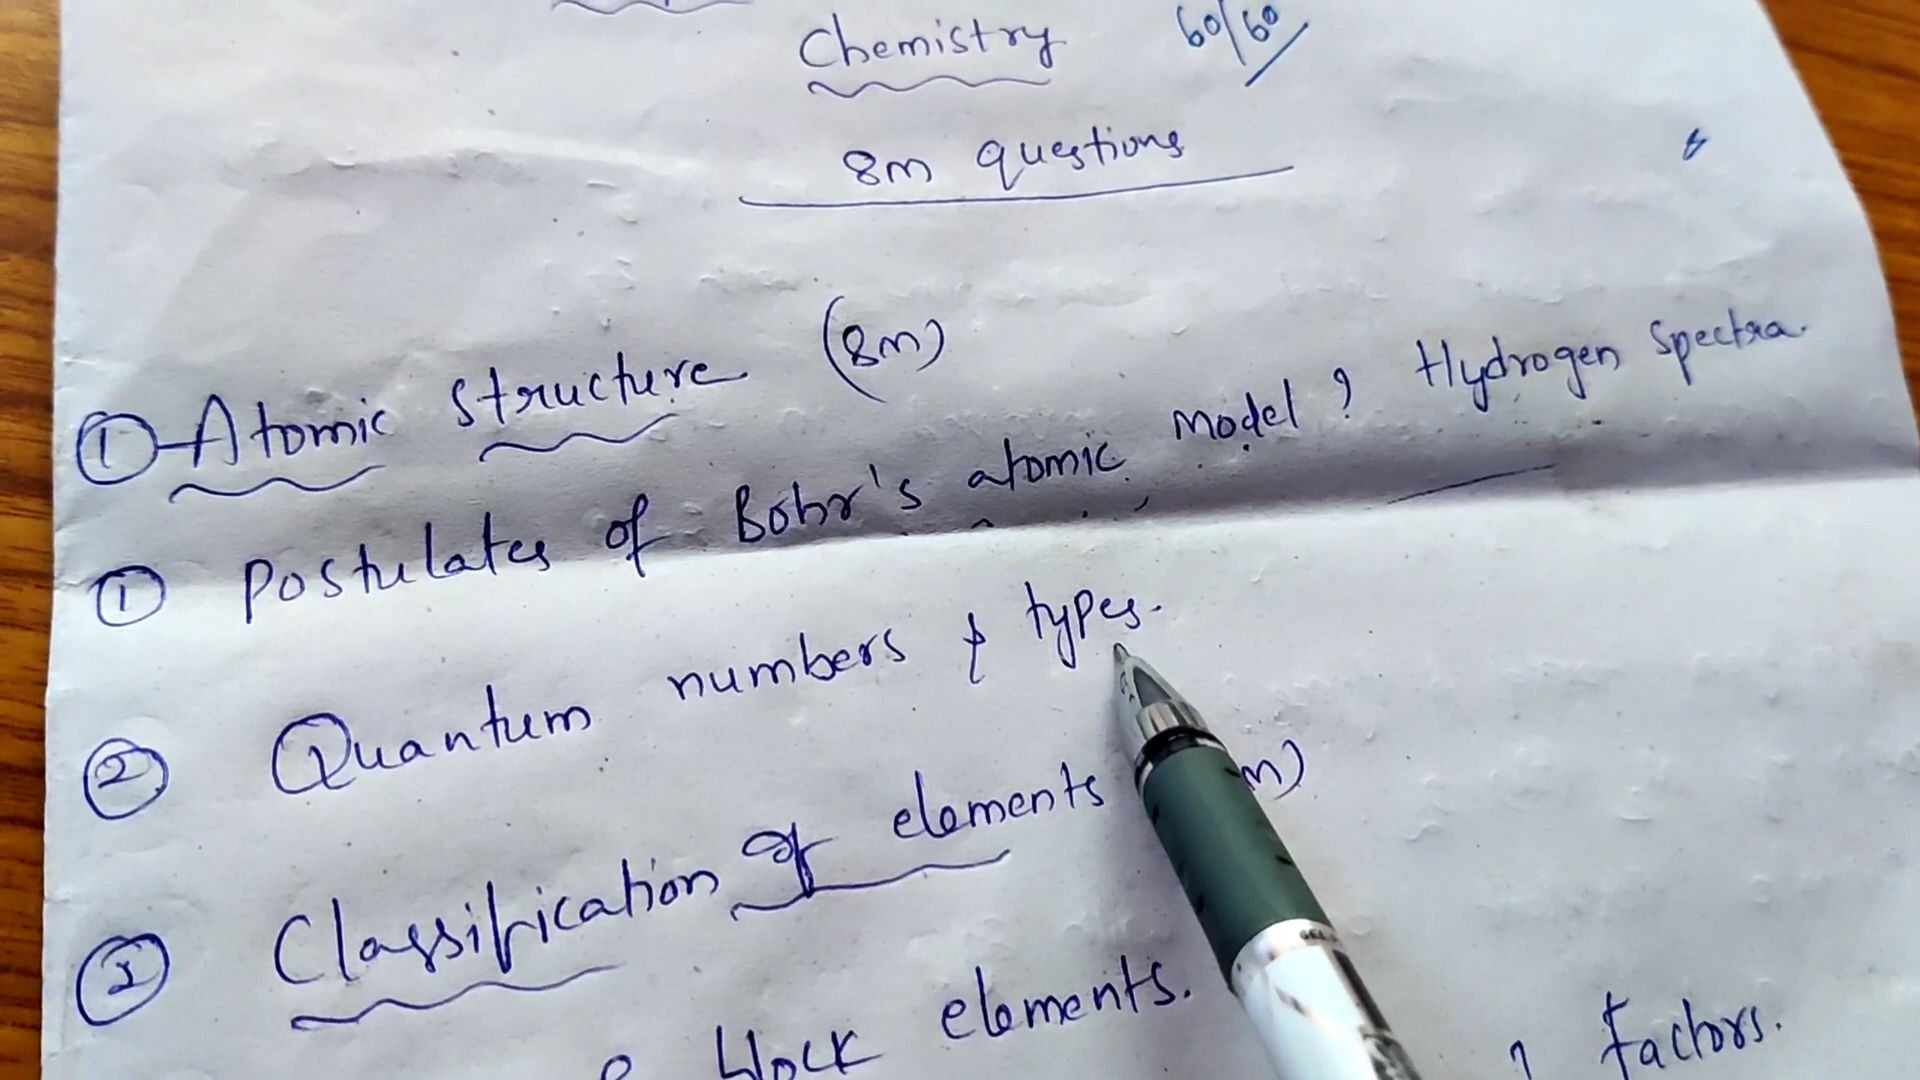 Chemistry 60/60
8m questions
① Atomic structure (8m)
① Postulates of Bohr's atomic model? Hydrogen Spectra.
② Quantum numbers & types.
② Classification of elements m)
block elements.
factors.